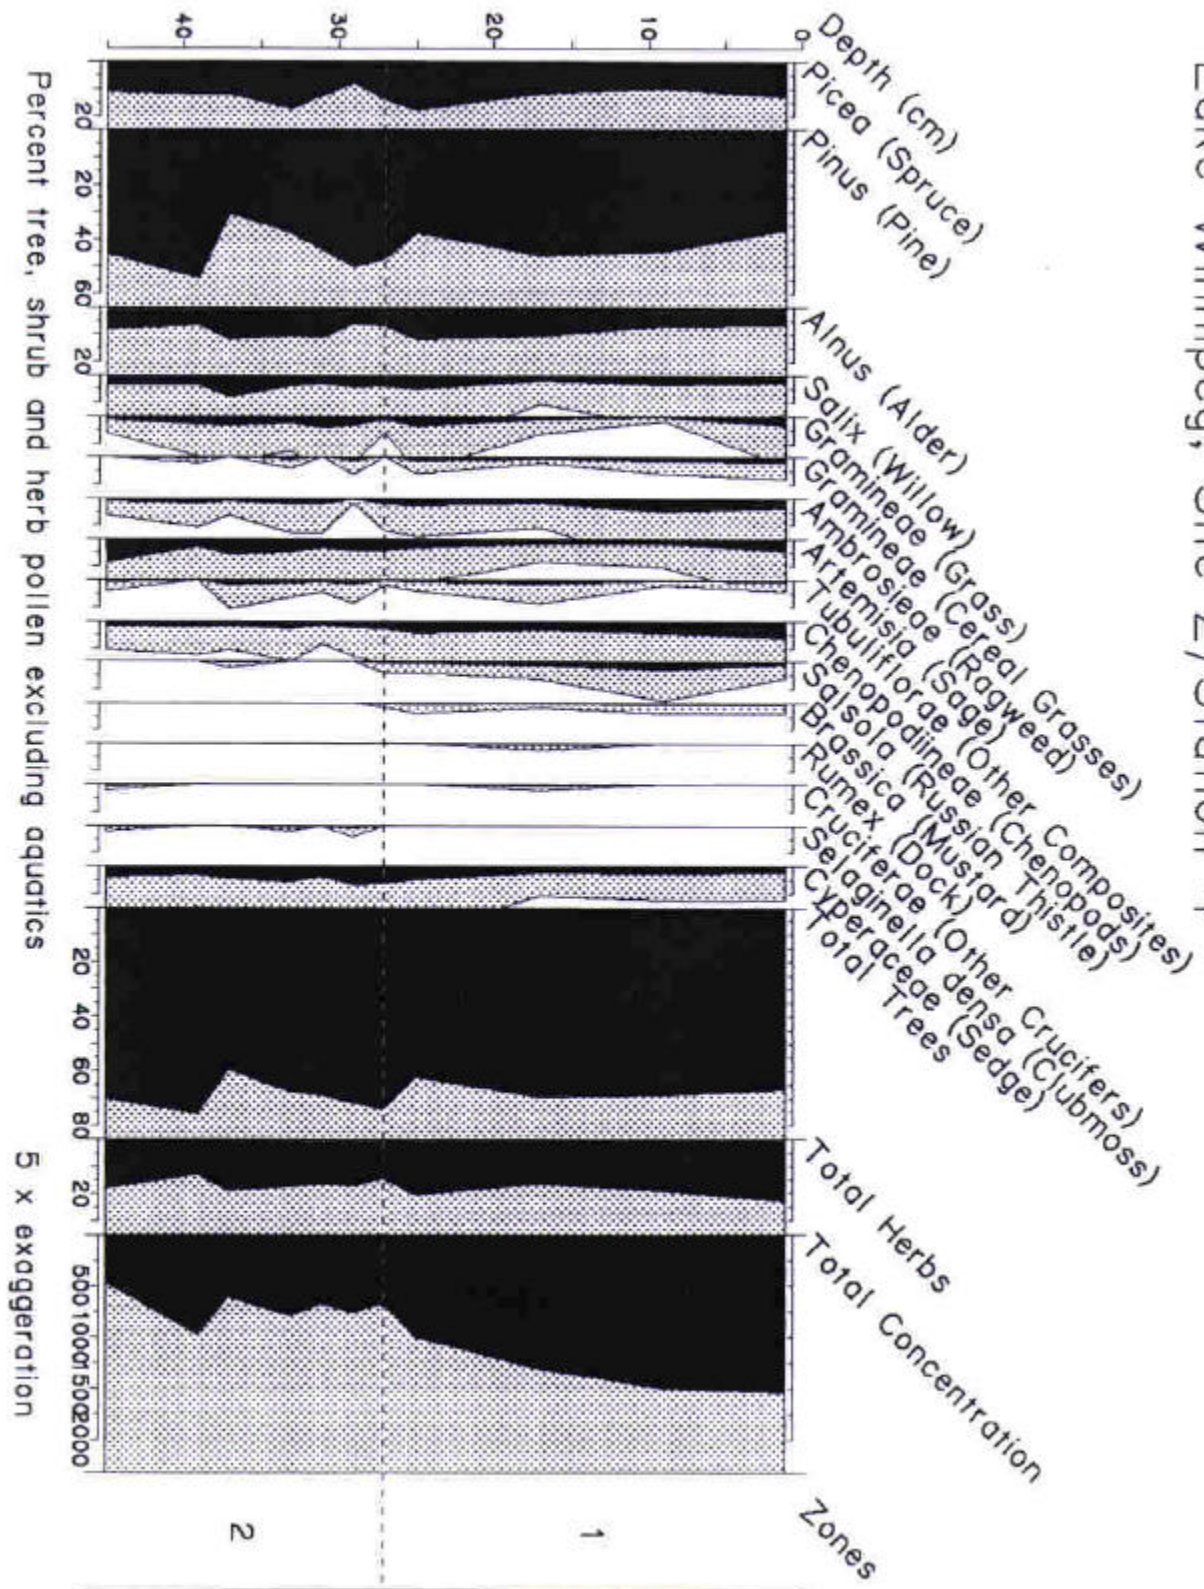 Lake Winnipeg, Site 2/Station
Depth (cm)
Picea (Spruce)
Pinus (Pine)
Alnus (Alder)
Salix (Willow)
Gramineae (Grass)
Gramineae (Cereal Grasses)
Ambrosieae (Ragweed)
Artemisia (Sage)
Tubuliflorae (Other Composites)
Chenopodiineae (Chenopods)
Salsola (Russian Thistle)
Brassica (Mustard)
Rumex (Dock)
Cruciferae (Other Crucifers)
Selaginella densa (Clubmoss)
Cyperaceae (Sedge)
Total Trees
Total Herbs
Total Concentration
Zones
0
10
20
30
40
1
2
20 20 40 60 20 20 40 60 80 20 500 1000 1500 2000
Percent tree, shrub and herb pollen excluding aquatics 5 x exaggeration